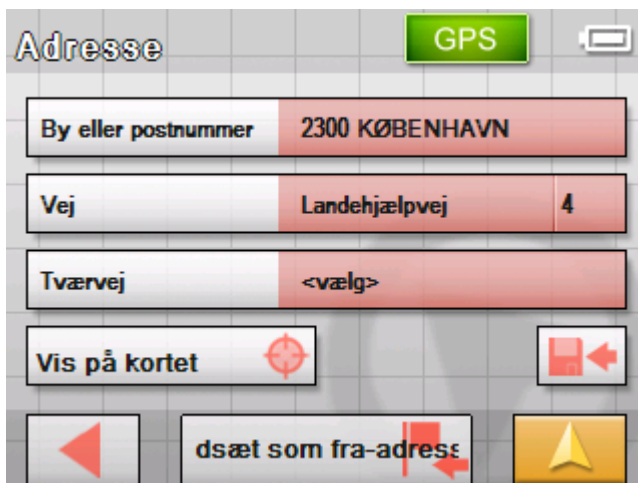 Adresse GPS
By eller postnummer 2300 KØBENHAVN
Vej Landehjælpvej 4
Tværvej <vælg>
Vis på kortet
dsæt som fra-adress